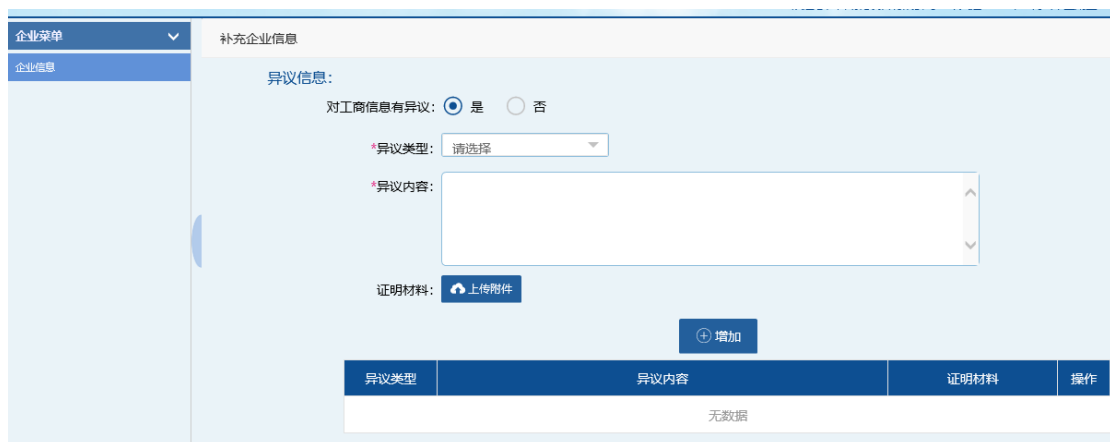 企业菜单
补充企业信息
企业信息
异议信息：
对工商信息有异议： 是 否
*异议类型： 请选择
*异议内容：
证明材料： 上传附件
增加
异议类型 异议内容 证明材料 操作
无数据